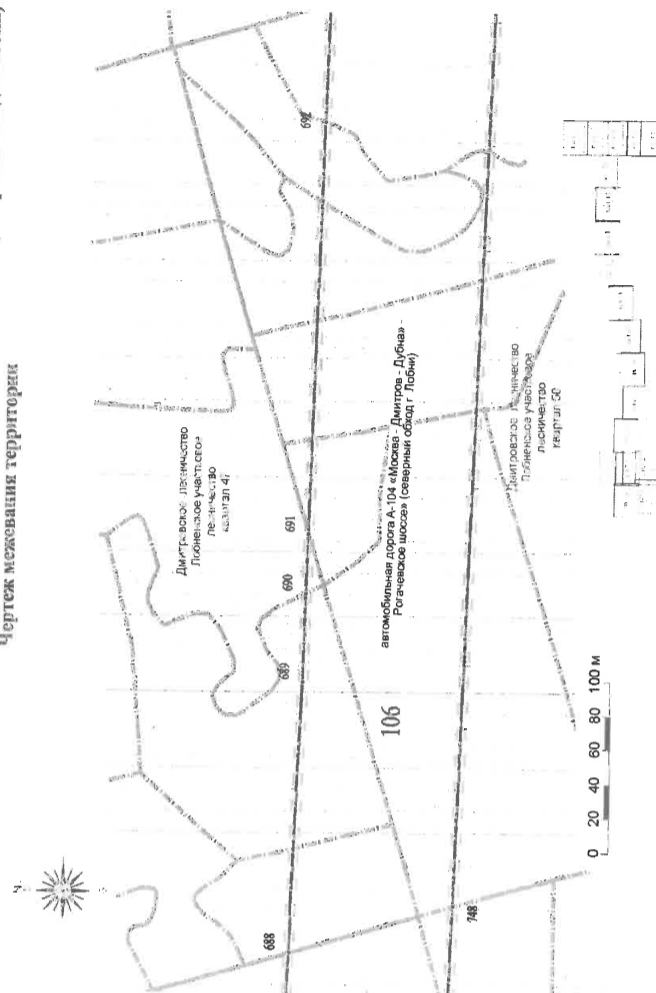 Чертеж межевания территории
Дмитровское лесничество
Лобненское участковое
лесничество
квартал 47
692
691
690
689
688
автомобильная дорога А-104 «Москва - Дмитров - Дубна» -
Рогачевское шоссе» (северный обход г. Лобни)
106
Дмитровское лесничество
Лобненское участковое
лесничество
квартал 50
748
0 20 40 60 80 100 м